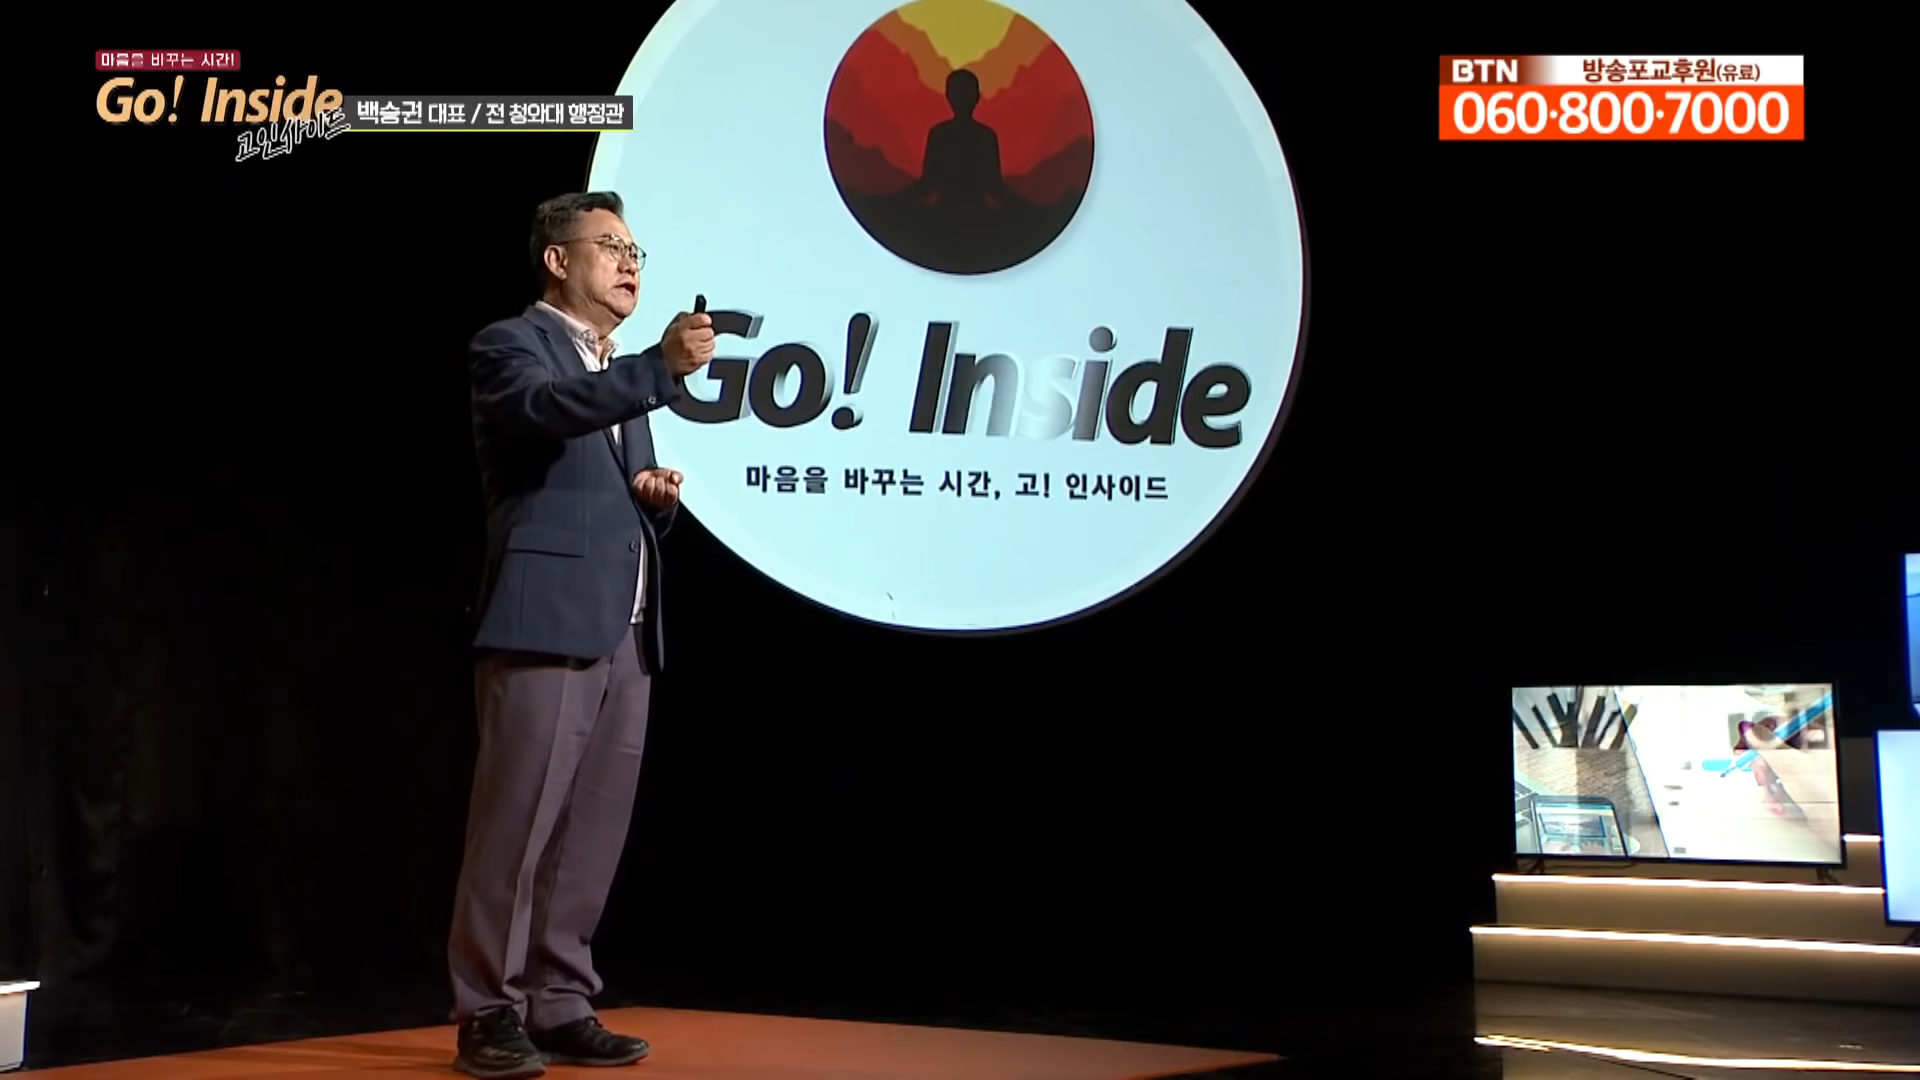 마음을 바꾸는 시간!
Go! Inside
고인사이드
백승권 대표 / 전 청와대 행정관
BTN 방송포교후원(유료)
060·800·7000
Go! Inside
마음을 바꾸는 시간, 고! 인사이드